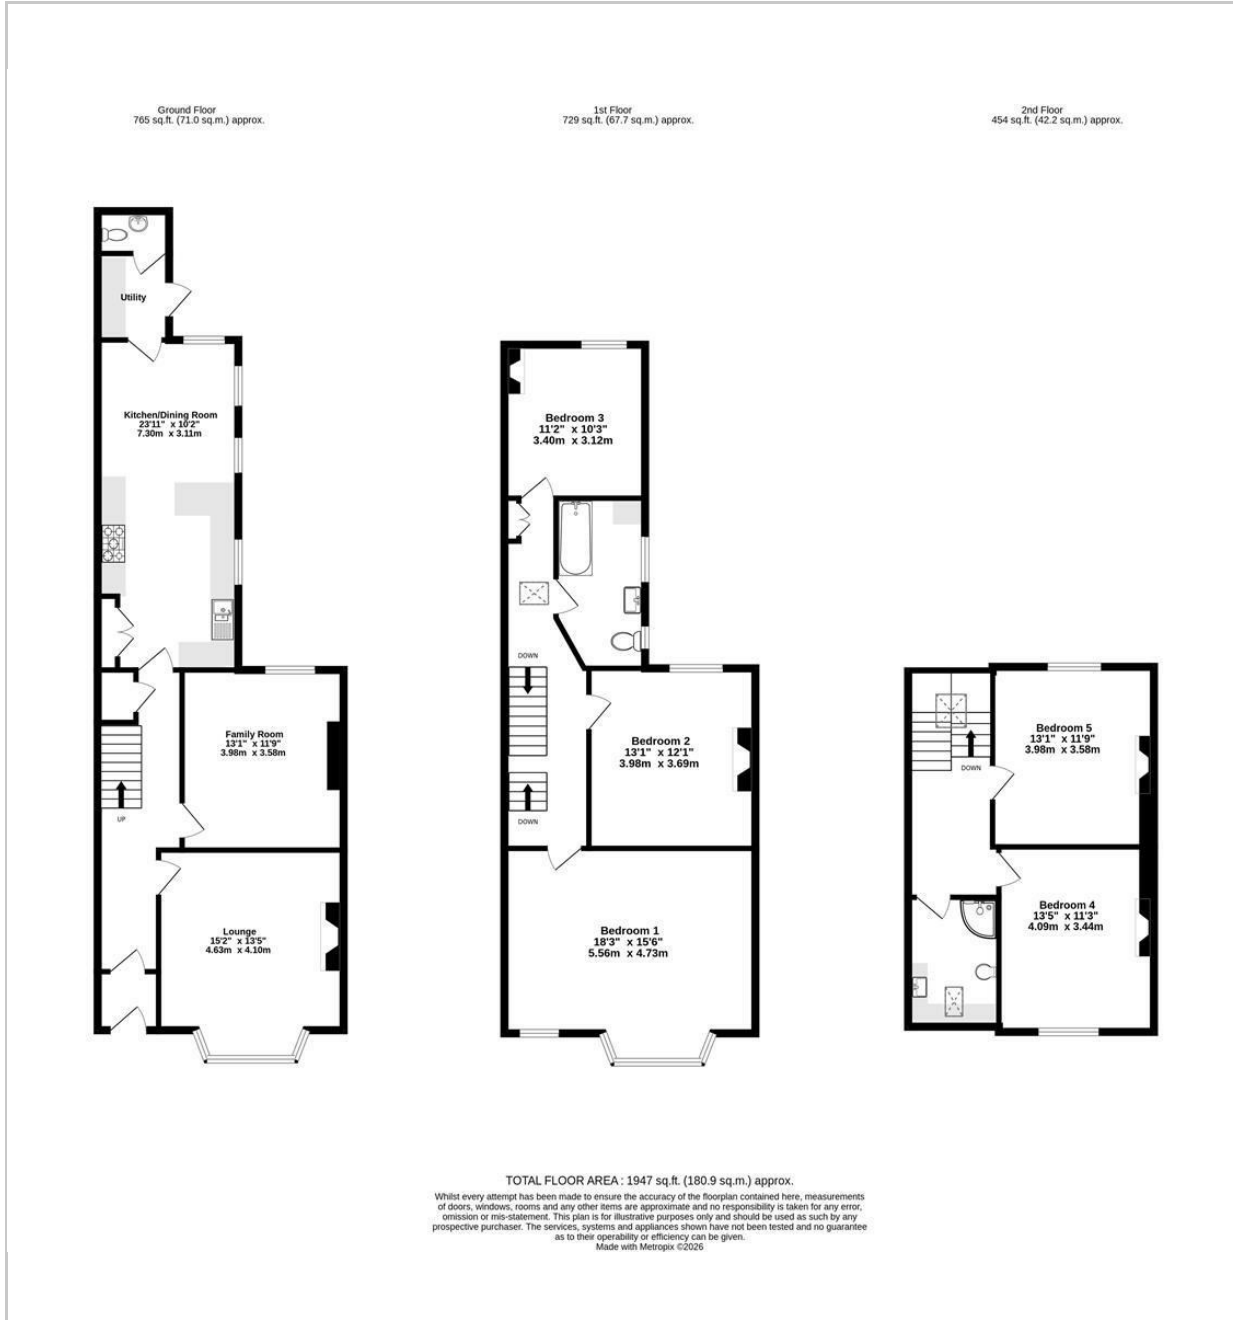 Ground Floor
765 sq.ft. (71.0 sq.m.) approx.
1st Floor
729 sq.ft. (67.7 sq.m.) approx.
2nd Floor
454 sq.ft. (42.2 sq.m.) approx.
Utility
Kitchen/Dining Room
23'11" x 10'2"
7.30m x 3.11m
Family Room
13'1" x 11'9"
3.98m x 3.58m
UP
Lounge
15'2" x 13'5"
4.63m x 4.10m
Bedroom 3
11'2" x 10'3"
3.40m x 3.12m
DOWN
Bedroom 2
13'1" x 12'1"
3.98m x 3.69m
DOWN
Bedroom 1
18'3" x 15'6"
5.56m x 4.73m
Bedroom 5
13'1" x 11'9"
3.98m x 3.58m
DOWN
Bedroom 4
13'5" x 11'3"
4.09m x 3.44m
TOTAL FLOOR AREA : 1947 sq.ft. (180.9 sq.m.) approx.
Whilst every attempt has been made to ensure the accuracy of the floorplan contained here, measurements
of doors, windows, rooms and any other items are approximate and no responsibility is taken for any error,
omission or mis-statement. This plan is for illustrative purposes only and should be used as such by any
prospective purchaser. The services, systems and appliances shown have not been tested and no guarantee
as to their operability or efficiency can be given.
Made with Metropix ©2026